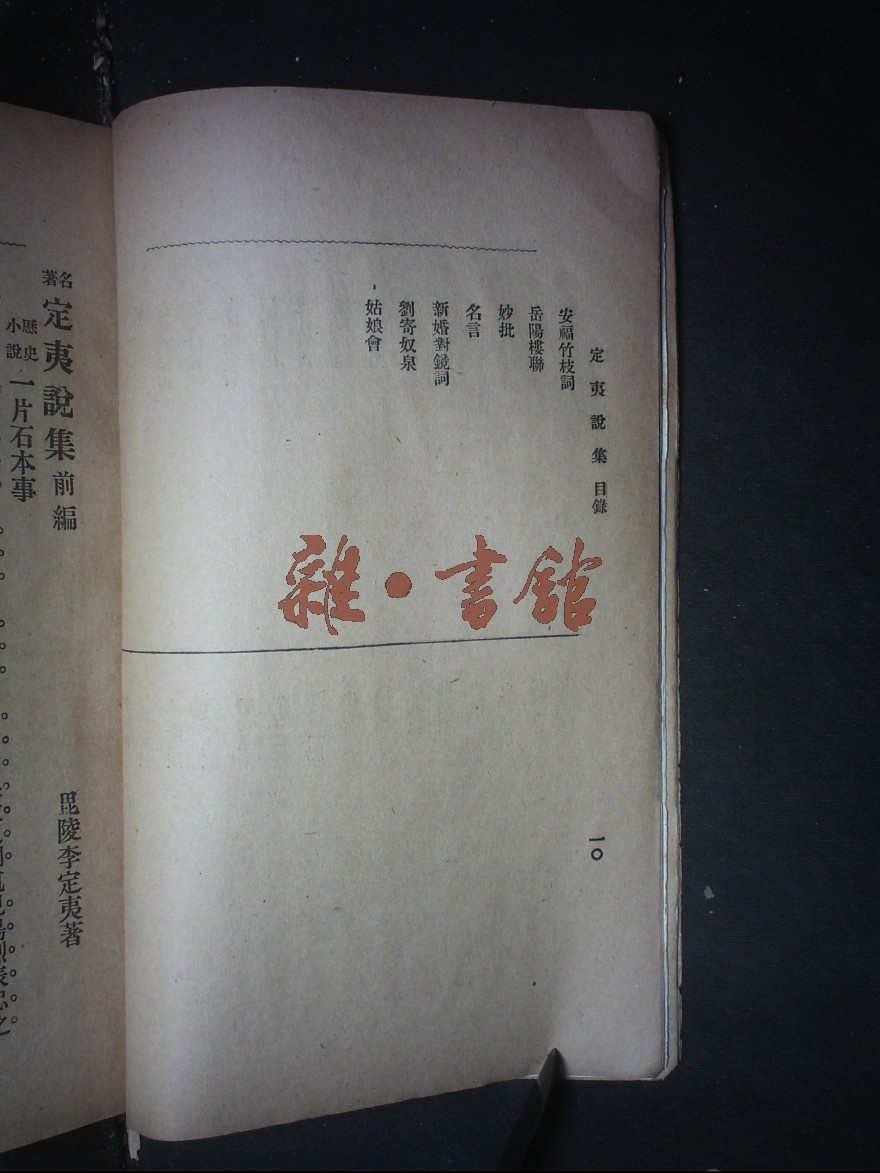 定夷說集 目錄
一〇
安福竹枝詞
岳陽樓聯
妙批
名言
新婚對鏡詞
劉寄奴泉
姑娘會
雜·書館
名著 定夷說集 前編
毘陵李定夷著
歷史小說 一片石本事